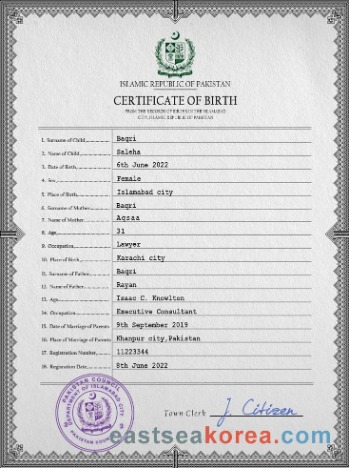 ISLAMIC REPUBLIC OF PAKISTAN
CERTIFICATE OF BIRTH
FROM THE RECORDS OF BIRTH IN THE ISLAMABAD
CITY, ISLAMIC REPUBLIC OF PAKISTAN
1. Surname of Child Baqri
2. Name of Child Saleha
3. Date of Birth 6th June 2022
4. Sex Female
5. Place of Birth Islamabad city
6. Surname of Mother Baqri
7. Name of Mother Aqsaa
8. Age 31
9. Occupation Lawyer
10. Place of Birth Karachi city
11. Surname of Father Baqri
12. Name of Father Rayan
13. Age Isaac C. Knowlton
14. Occupation Executive Consultant
15. Date of Marriage of Parents 9th September 2019
16. Place of Marriage of Parents Khanpur city, Pakistan
17. Registration Number 11223344
18. Registration Date 8th June 2022
PAKISTAN COUNCIL
DEPARTMENT OF ISLAMABAD CITY
PAKISTAN COUNCIL
Town Clerk J. Citizen
eastseakorea.com